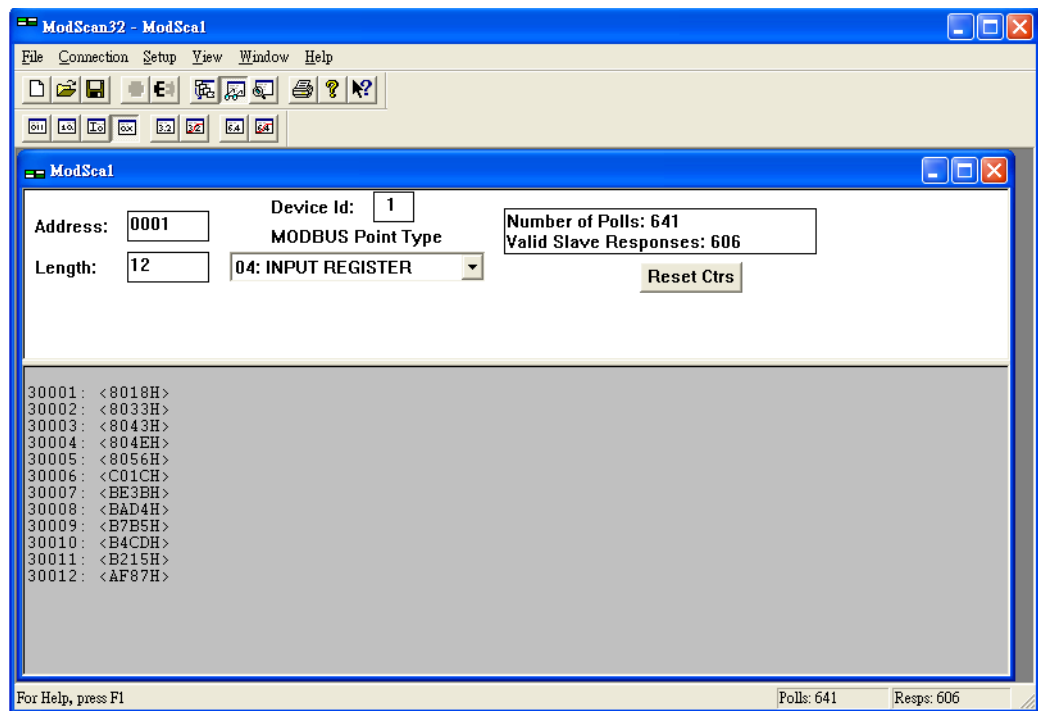 ModScan32 - ModSca1
File Connection Setup View Window Help
ModSca1
Address: 0001
Device Id: 1
MODBUS Point Type
Length: 12
04: INPUT REGISTER
Number of Polls: 641
Valid Slave Responses: 606
Reset Ctrs
30001: <8018H>
30002: <8033H>
30003: <8043H>
30004: <804EH>
30005: <8056H>
30006: <C01CH>
30007: <BE3BH>
30008: <BAD4H>
30009: <B7B5H>
30010: <B4CDH>
30011: <B215H>
30012: <AF87H>
For Help, press F1
Polls: 641
Resps: 606